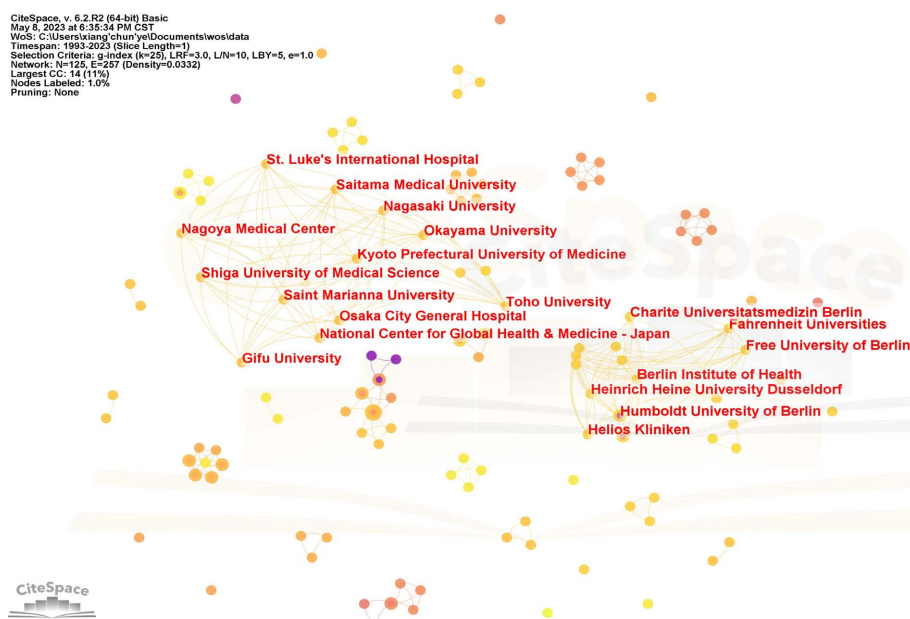 CiteSpace, v. 6.2.R2 (64-bit) Basic
May 8, 2023 at 6:35:34 PM CST
WoS: C:\Users\xiang'chun'ye\Documents\wos\data
Timespan: 1993-2023 (Slice Length=1)
Selection Criteria: g-index (k=25), LRF=3.0, L/N=10, LBY=5, e=1.0
Network: N=125, E=257 (Density=0.0332)
Largest CC: 14 (11%)
Nodes Labeled: 1.0%
Pruning: None
St. Luke's International Hospital
Saitama Medical University
Nagasaki University
Nagoya Medical Center
Okayama University
Kyoto Prefectural University of Medicine
CiteSpace
Shiga University of Medical Science
Saint Marianna University
Toho University
Osaka City General Hospital
Charite Universitatsmedizin Berlin
Fahrenheit Universities
National Center for Global Health & Medicine - Japan
Free University of Berlin
Gifu University
Berlin Institute of Health
Heinrich Heine University Dusseldorf
Humboldt University of Berlin
Helios Kliniken
CiteSpace